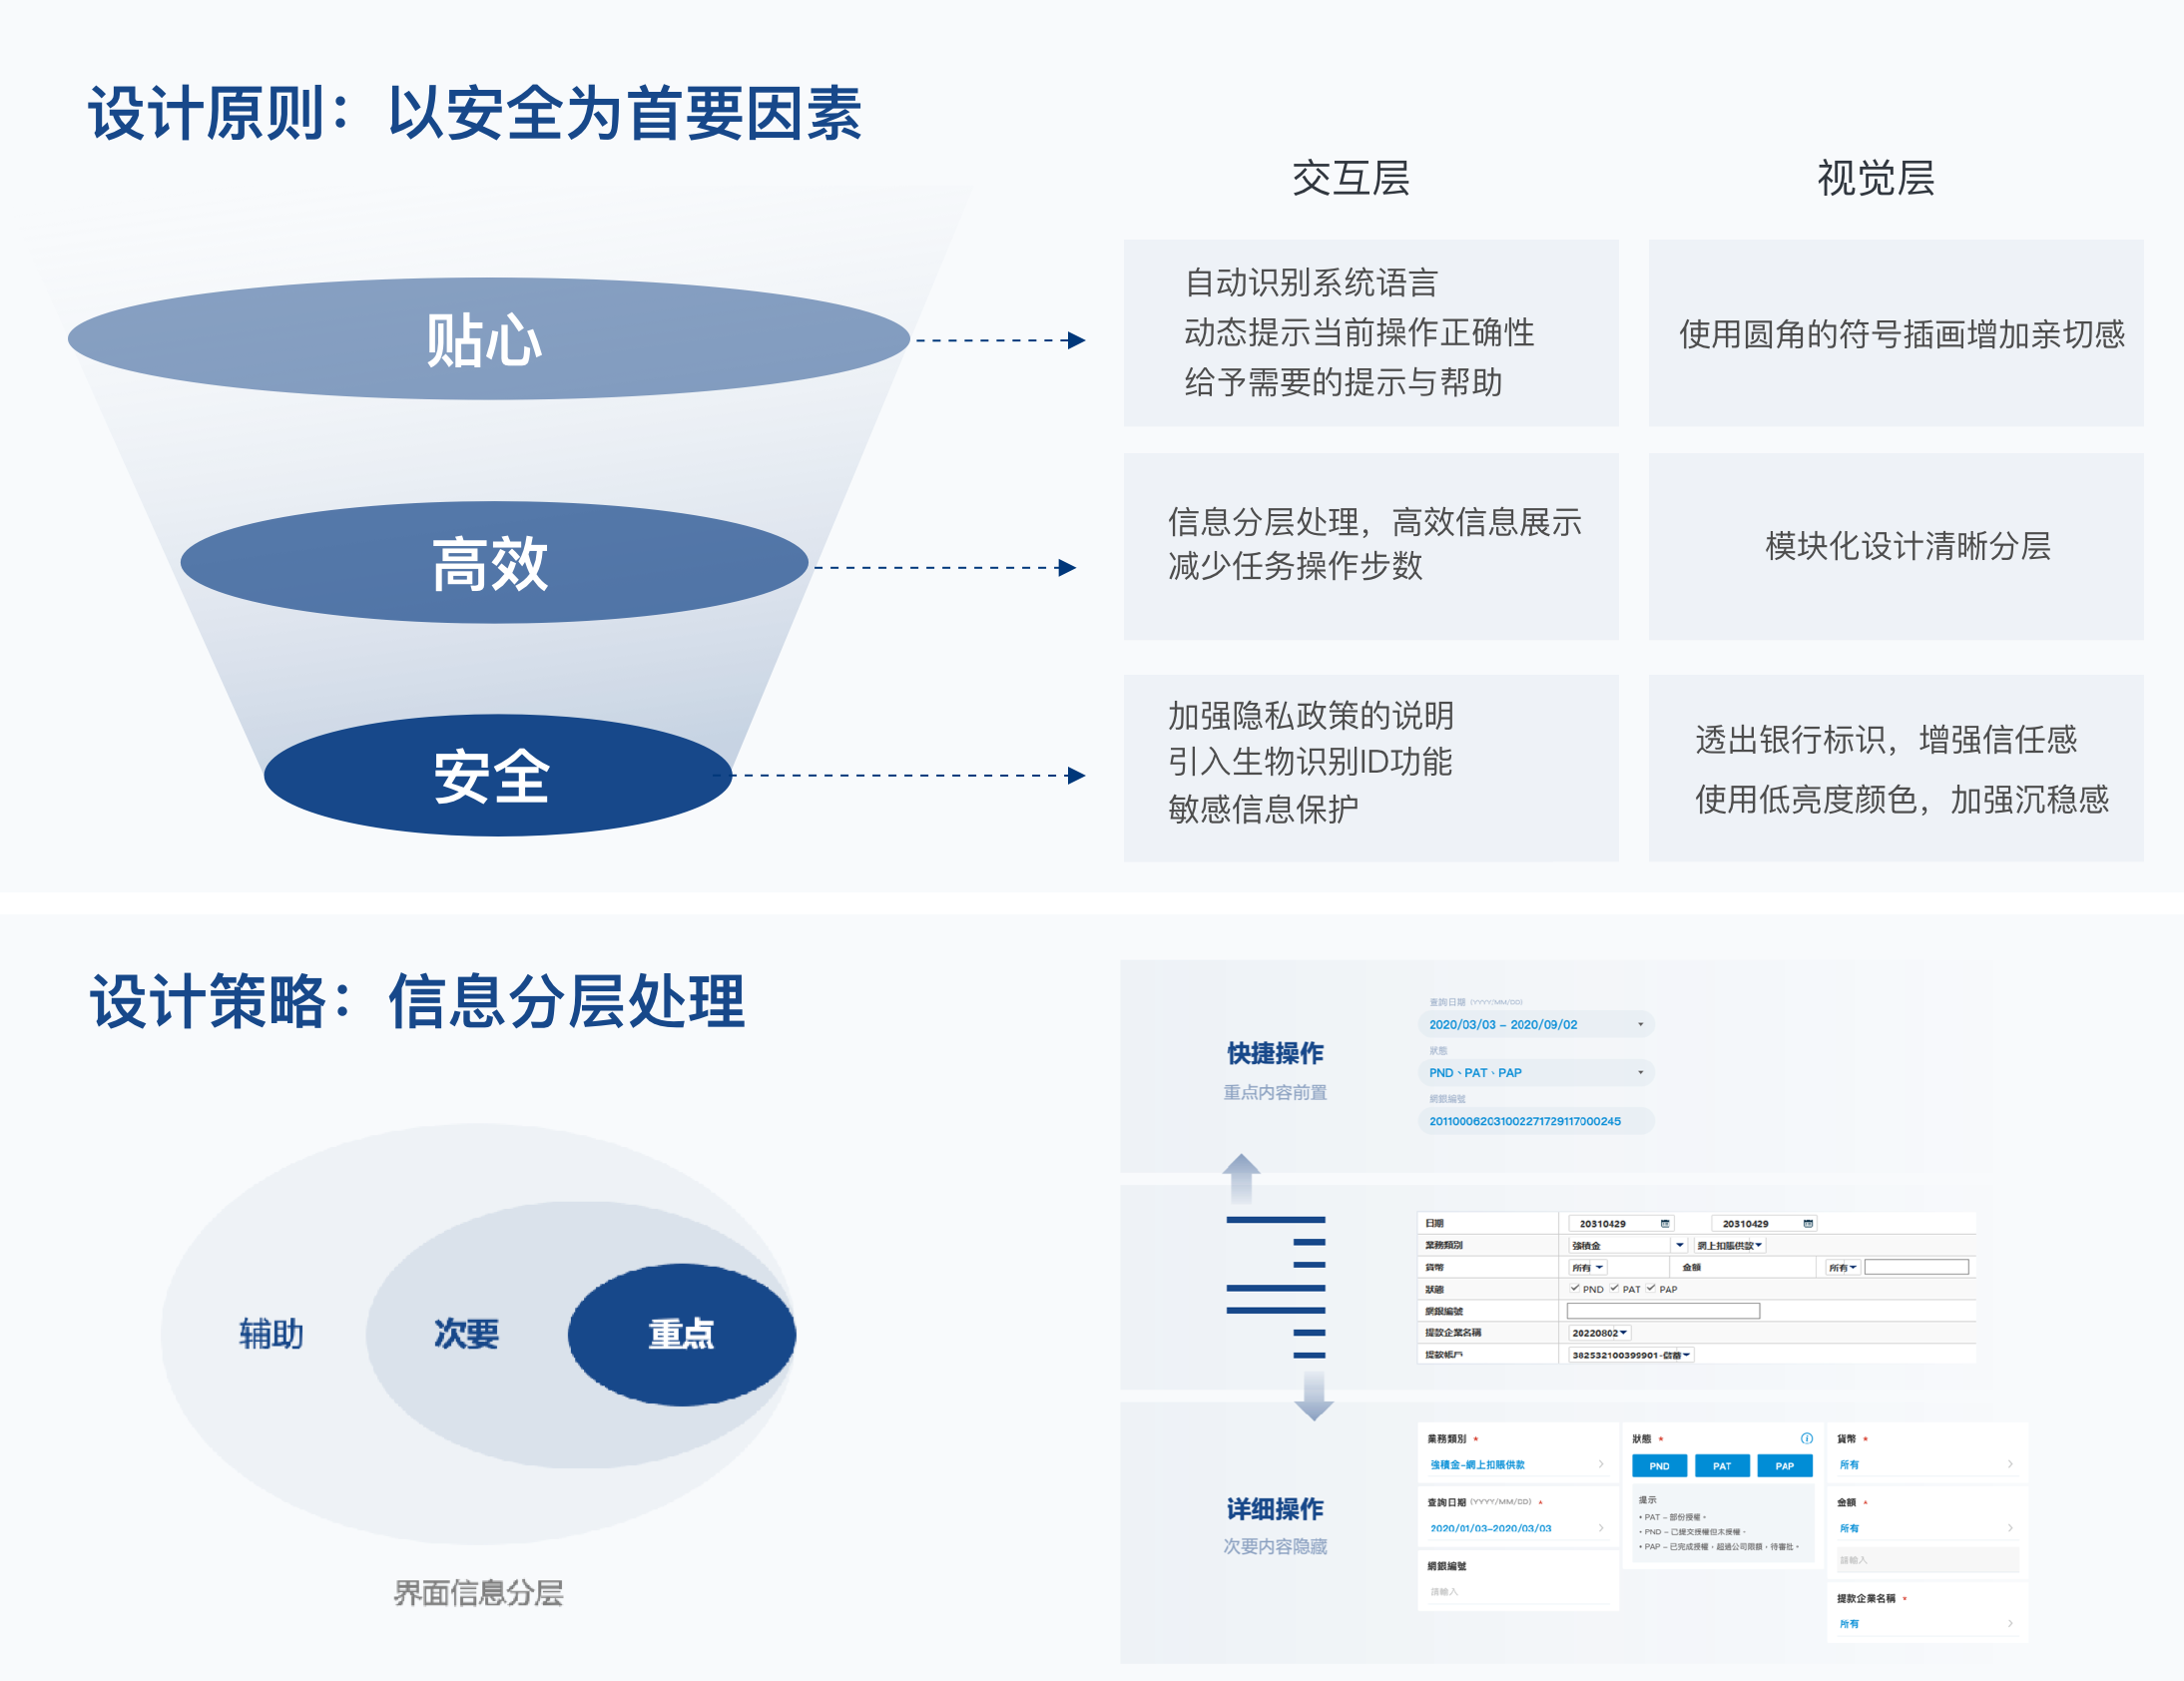 设计原则：以安全为首要因素
交互层
视觉层
贴心
自动识别系统语言
动态提示当前操作正确性
给予需要的提示与帮助
使用圆角的符号插画增加亲切感
高效
信息分层处理，高效信息展示
减少任务操作步数
模块化设计清晰分层
安全
加强隐私政策的说明
引入生物识别ID功能
敏感信息保护
透出银行标识，增强信任感
使用低亮度颜色，加强沉稳感
设计策略：信息分层处理
辅助
次要
重点
界面信息分层
快捷操作
重点内容前置
查詢日期 (YYYY/MM/DD)
2020/03/03 – 2020/09/02
狀態
PND、PAT、PAP
網銀編號
201100062031002271729117000245
日期 20310429 20310429
業務類別 強積金 網上扣賬供款
貨幣 所有 金額 所有
狀態 PND PAT PAP
網銀編號
提款企業名稱 20220802
提款帳戶 382532100399901-儲蓄
详细操作
次要内容隐藏
業務類別 *
強積金-網上扣賬供款
查詢日期 (YYYY/MM/DD) *
2020/01/03-2020/03/03
網銀編號
請輸入
狀態 *
PND PAT PAP
提示
• PAT – 部份授權。
• PND – 已提交授權但未授權。
• PAP – 已完成授權，超過公司限額，待審批。
貨幣 *
所有
金額 *
所有
請輸入
提款企業名稱 *
所有